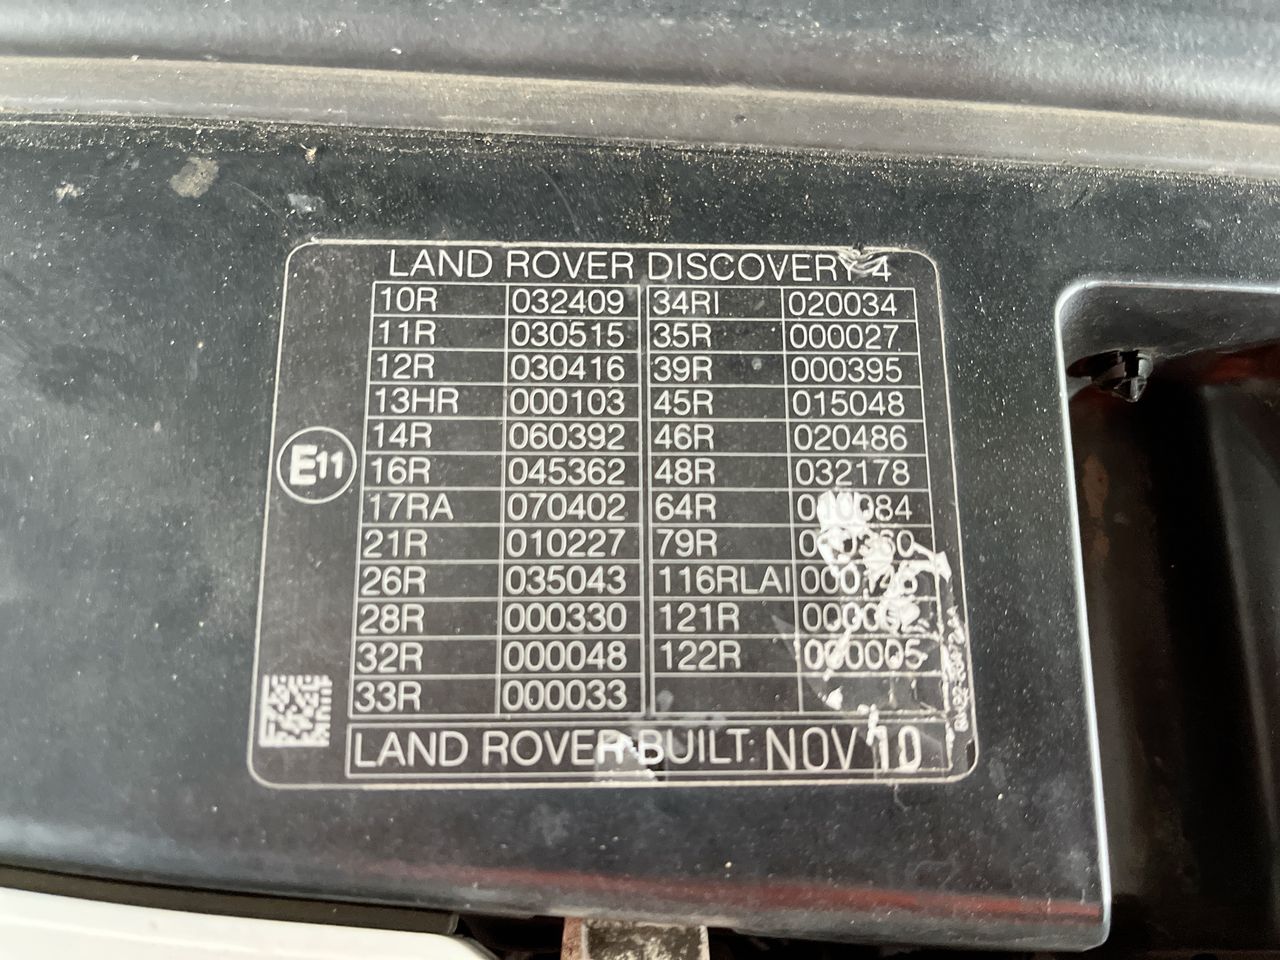 LAND ROVER DISCOVERY 4
10R 032409 34RI 020034
11R 030515 35R 000027
12R 030416 39R 000395
13HR 000103 45R 015048
14R 060392 46R 020486
E11
16R 045362 48R 032178
17RA 070402 64R
21R 010227 79R
26R 035043 116RLAI
28R 000330 121R
32R 000048 122R 000005
33R 000033
LAND ROVER BUILT: NOV 10